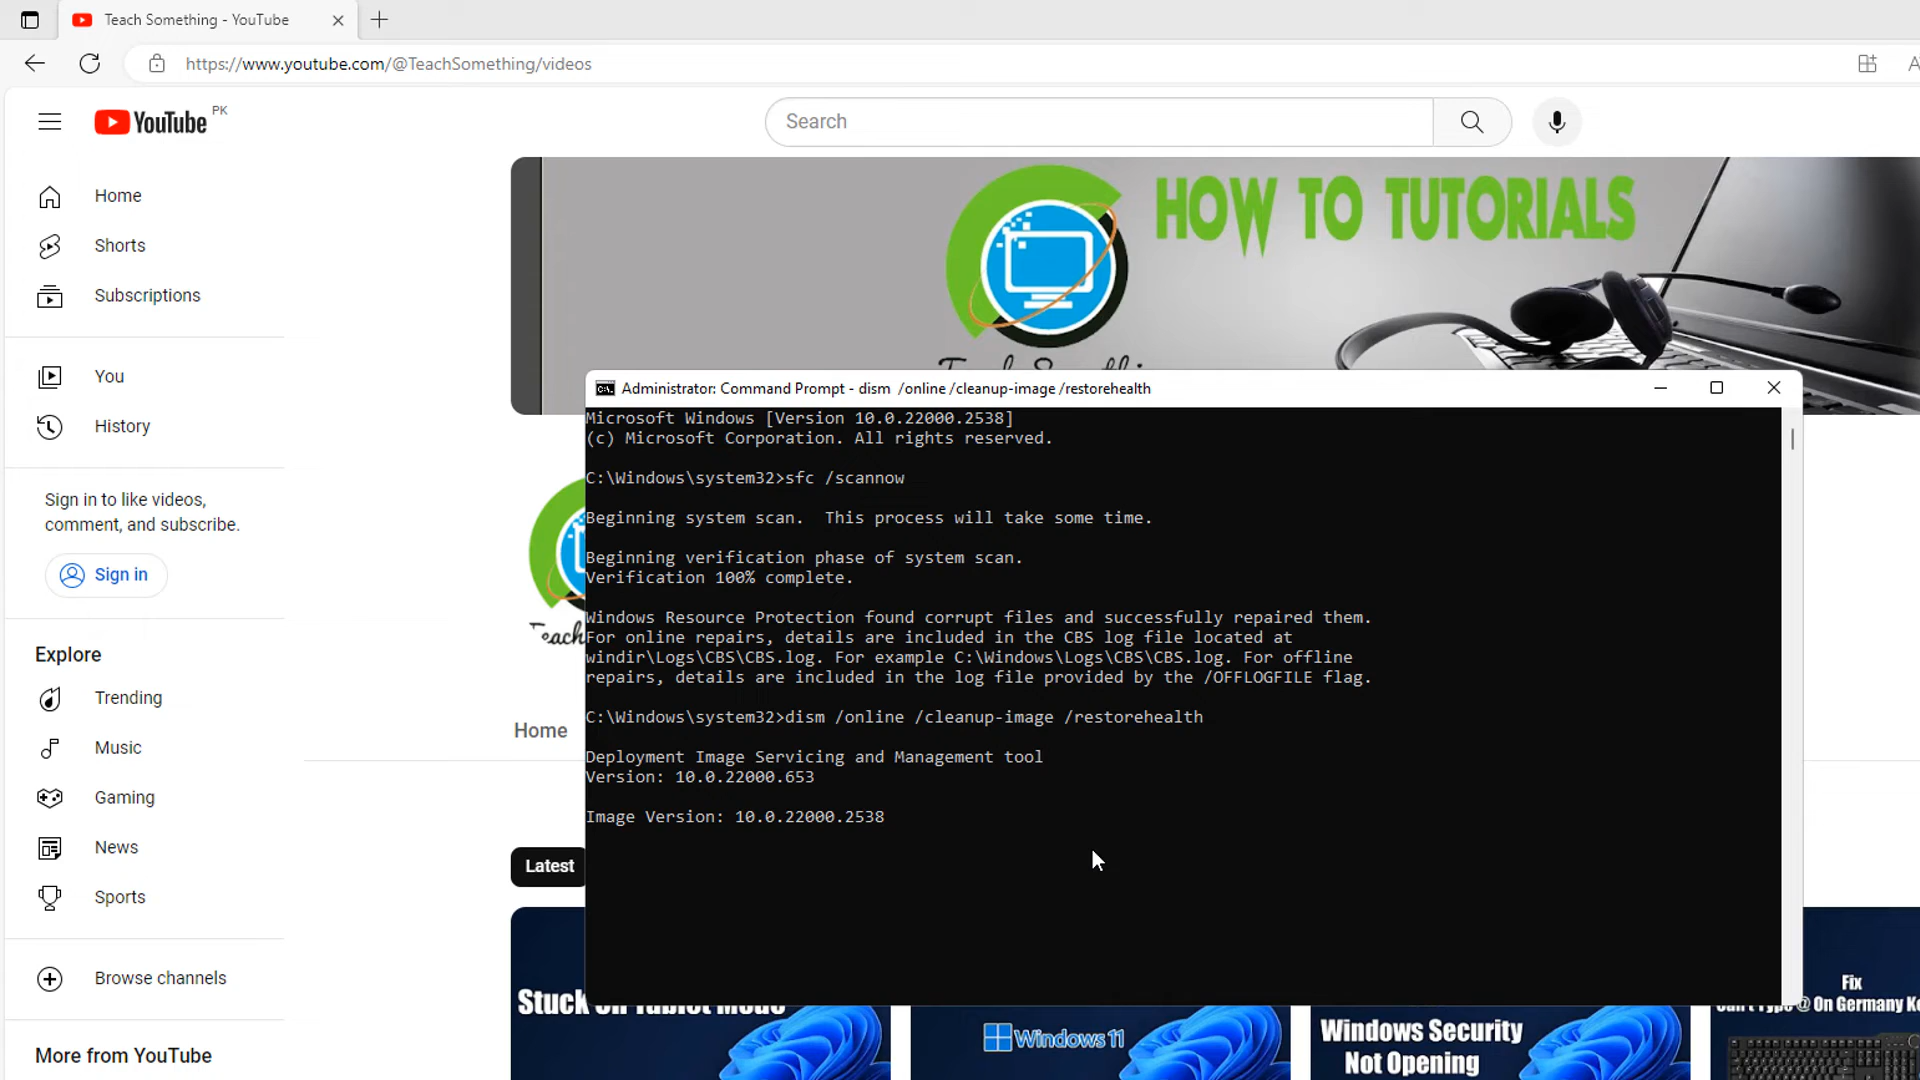 Teach Something - YouTube
https://www.youtube.com/@TeachSomething/videos
YouTube PK
Search
Home
Shorts
Subscriptions
You
History
Sign in to like videos,
comment, and subscribe.
Sign in
Explore
Trending
Music
Gaming
News
Sports
Browse channels
More from YouTube
HOW TO TUTORIALS
Home
Latest
Administrator: Command Prompt - dism /online /cleanup-image /restorehealth
Microsoft Windows [Version 10.0.22000.2538]
(c) Microsoft Corporation. All rights reserved.
C:\Windows\system32>sfc /scannow
Beginning system scan.  This process will take some time.
Beginning verification phase of system scan.
Verification 100% complete.
Windows Resource Protection found corrupt files and successfully repaired them.
For online repairs, details are included in the CBS log file located at
windir\Logs\CBS\CBS.log. For example C:\Windows\Logs\CBS\CBS.log. For offline
repairs, details are included in the log file provided by the /OFFLOGFILE flag.
C:\Windows\system32>dism /online /cleanup-image /restorehealth
Deployment Image Servicing and Management tool
Version: 10.0.22000.653
Image Version: 10.0.22000.2538
Stuck On Tablet Mode
Windows 11
Windows Security
Not Opening
Fix
Can't Type @ On Germany